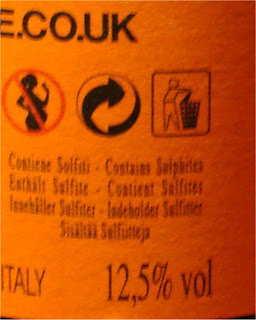 E.CO.UK
Contiene Solfiti - Contains Sulphites
Enthält Sulfite - Contient Sulfites
Innehåller Sulfiter - Indeholder Sulfitter
Sisältää Sulfiitteja
ITALY 12,5% vol